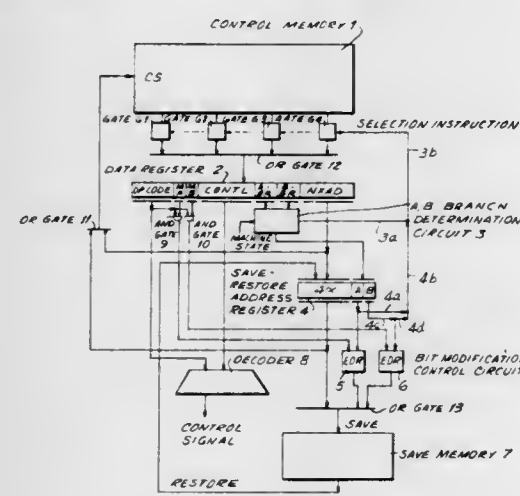 CONTROL MEMORY 1
CS
GATE G1 GATE G2 GATE G3 GATE G4
SELECTION INSTRUCTION
OR GATE 12
3b
DATA REGISTER 2
OPCODE
CONTL
NXAD
A, B BRANCH
DETERMINATION
CIRCUIT 3
OR GATE 11
AND
GATE
9
AND
GATE
10
MACHINE
STATE
3a
4b
SAVE-
RESTORE
ADDRESS
REGISTER 4
A B
4a
4c 4d
EOR EOR
BIT MODIFICATION
CONTROL CIRCUIT
5 6
DECODER 8
OR GATE 13
CONTROL
SIGNAL
SAVE
SAVE MEMORY 7
RESTORE